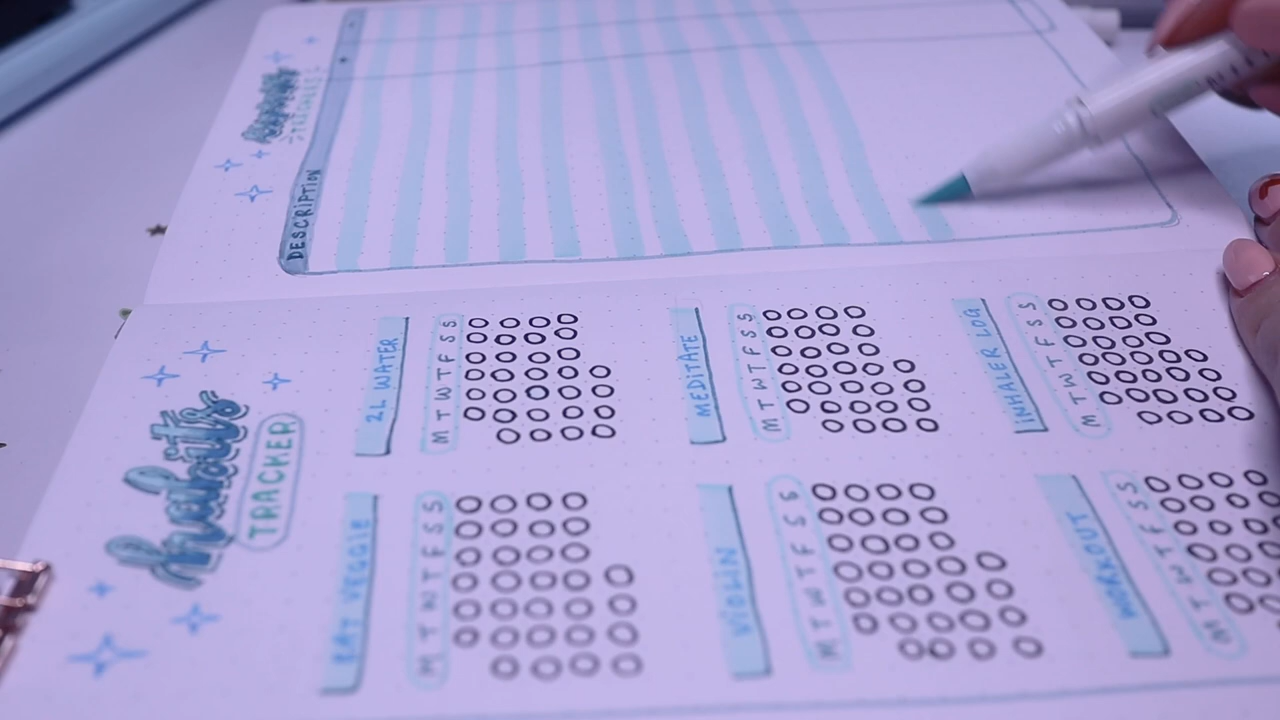 habits
TRACKER
EAT VEGGIE
2L WATER
M T W T F S S
M T W T F S S
ViOLiN
MEDiTATE
M T W T F S S
M T W T F S S
WORKOUT
iNHALER LOG
M T W T F S S
M T W T F S S
DESCRiPTiON